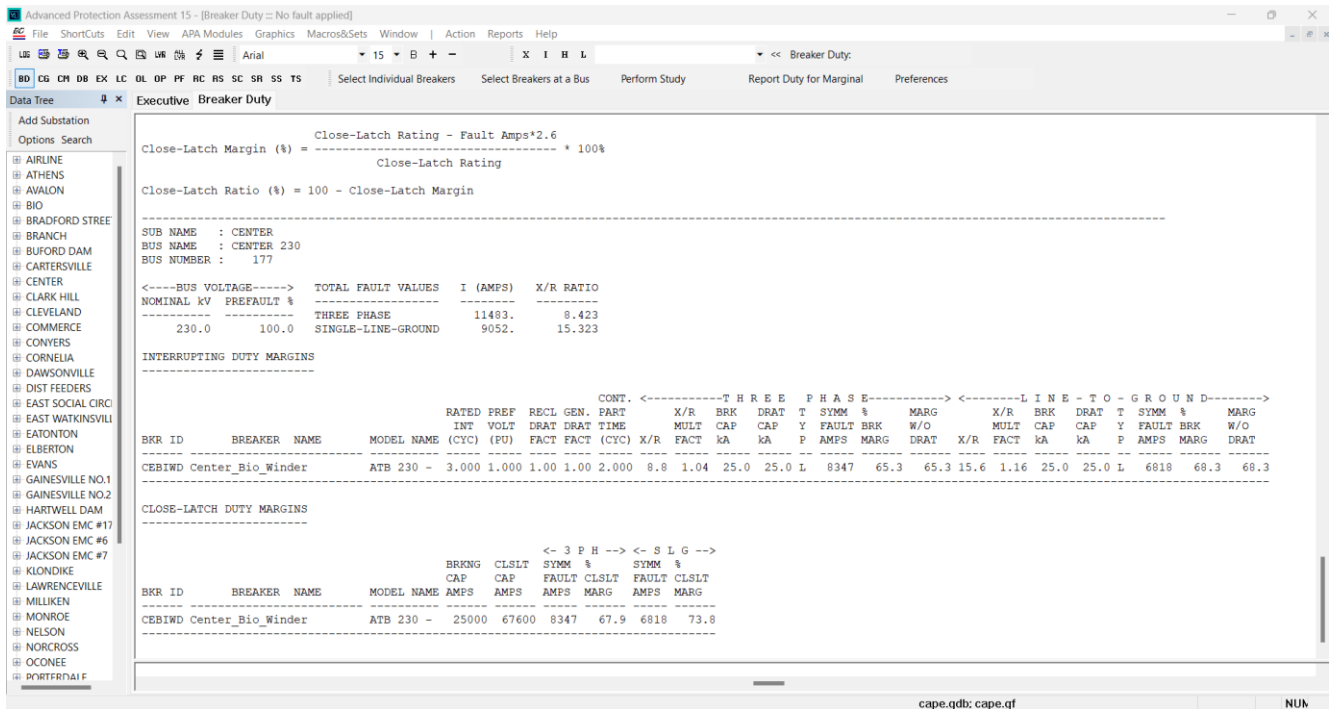 Advanced Protection Assessment 15 - [Breaker Duty ::: No fault applied]
File ShortCuts Edit View APA Modules Graphics Macros&Sets Window | Action Reports Help
Arial 15 B + - X I H L << Breaker Duty:
BD CG CM DB EX LC OL OP PF RC RS SC SR SS TS Select Individual Breakers Select Breakers at a Bus Perform Study Report Duty for Marginal Preferences
Data Tree
Add Substation
Options Search
AIRLINE
ATHENS
AVALON
BIO
BRADFORD STREE
BRANCH
BUFORD DAM
CARTERSVILLE
CENTER
CLARK HILL
CLEVELAND
COMMERCE
CONYERS
CORNELIA
DAWSONVILLE
DIST FEEDERS
EAST SOCIAL CIRC
EAST WATKINSVILL
EATONTON
ELBERTON
EVANS
GAINESVILLE NO.1
GAINESVILLE NO.2
HARTWELL DAM
JACKSON EMC #17
JACKSON EMC #6
JACKSON EMC #7
KLONDIKE
LAWRENCEVILLE
MILLIKEN
MONROE
NELSON
NORCROSS
OCONEE
PORTERDALE
Executive Breaker Duty
Close-Latch Rating - Fault Amps*2.6
Close-Latch Margin (%) = ----------------------------------- * 100%
Close-Latch Rating
Close-Latch Ratio (%) = 100 - Close-Latch Margin
SUB NAME : CENTER
BUS NAME : CENTER 230
BUS NUMBER : 177
<----BUS VOLTAGE-----> TOTAL FAULT VALUES I (AMPS) X/R RATIO
NOMINAL kV PREFAULT % ------------------ -------- ---------
---------- ---------- THREE PHASE 11483. 8.423
230.0 100.0 SINGLE-LINE-GROUND 9052. 15.323
INTERRUPTING DUTY MARGINS
CONT. <-----------T H R E E P H A S E-----------> <--------L I N E - T O - G R O U N D-------->
RATED PREF RECL GEN. PART X/R BRK DRAT T SYMM % MARG X/R BRK DRAT T SYMM % MARG
INT VOLT DRAT DRAT TIME MULT CAP CAP Y FAULT BRK W/O MULT CAP CAP Y FAULT BRK W/O
BKR ID BREAKER NAME MODEL NAME (CYC) (PU) FACT FACT (CYC) X/R FACT kA kA P AMPS MARG DRAT X/R FACT kA kA P AMPS MARG DRAT
CEBIWD Center_Bio_Winder ATB 230 - 3.000 1.000 1.00 1.00 2.000 8.8 1.04 25.0 25.0 L 8347 65.3 65.3 15.6 1.16 25.0 25.0 L 6818 68.3 68.3
CLOSE-LATCH DUTY MARGINS
<- 3 P H --> <- S L G -->
BRKNG CLSLT SYMM % SYMM %
CAP CAP FAULT CLSLT FAULT CLSLT
BKR ID BREAKER NAME MODEL NAME AMPS AMPS AMPS MARG AMPS MARG
CEBIWD Center_Bio_Winder ATB 230 - 25000 67600 8347 67.9 6818 73.8
cape.gdb; cape.gf NUM